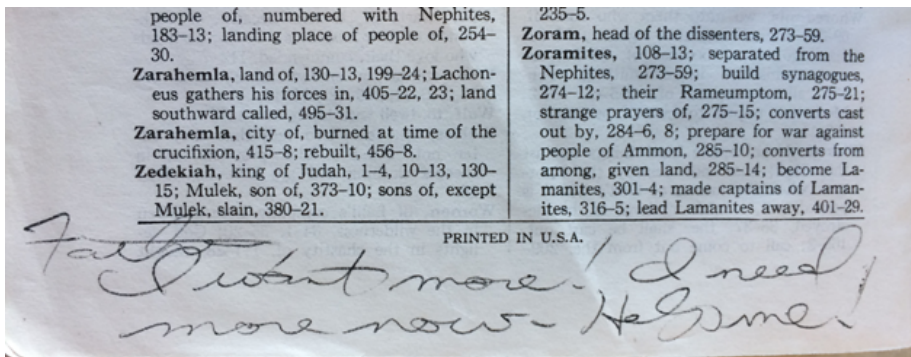 people of, numbered with Nephites,
183–13; landing place of people of, 254–
30.
Zarahemla, land of, 130–13, 199–24; Lachon-
eus gathers his forces in, 405–22, 23; land
southward called, 495–31.
Zarahemla, city of, burned at time of the
crucifixion, 415–8; rebuilt, 456–8.
Zedekiah, king of Judah, 1–4, 10–13, 130–
15; Mulek, son of, 373–10; sons of, except
Mulek, slain, 380–21.
235–5.
Zoram, head of the dissenters, 273–59.
Zoramites, 108–13; separated from the
Nephites, 273–59; build synagogues,
274–12; their Rameumptom, 275–21;
strange prayers of, 275–15; converts cast
out by, 284–6, 8; prepare for war against
people of Ammon, 285–10; converts from
among, given land, 285–14; become La-
manites, 301–4; made captains of Laman-
ites, 316–5; lead Lamanites away, 401–29.
PRINTED IN U.S.A.
Father
I want more! I need
more now – Help me!